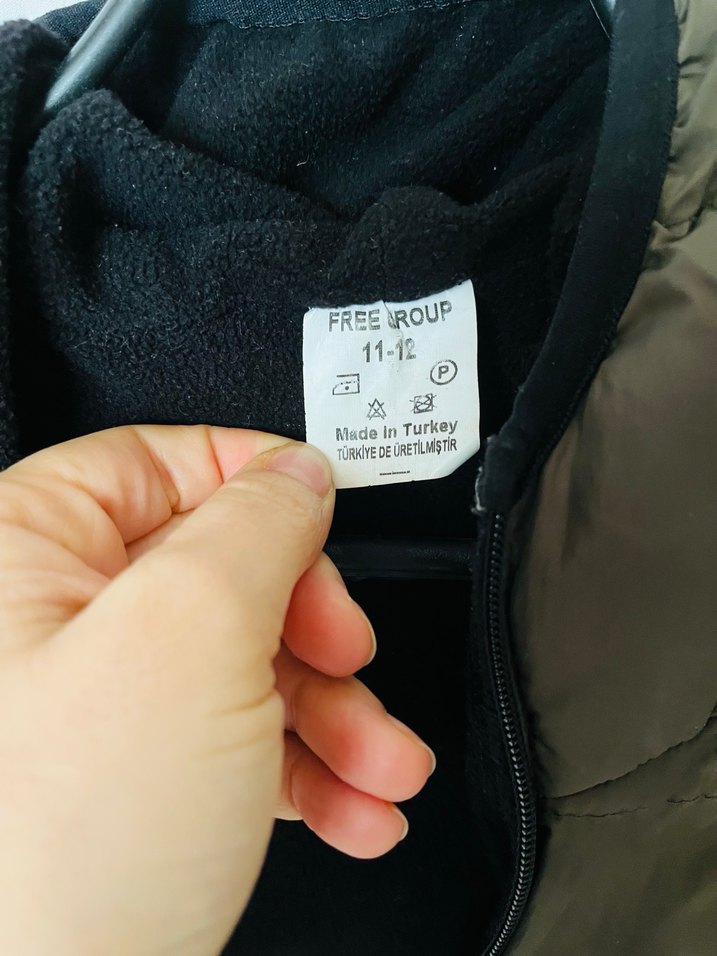 FREE GROUP
11-12
P
Made in Turkey
TÜRKİYE DE ÜRETİLMİŞTİR